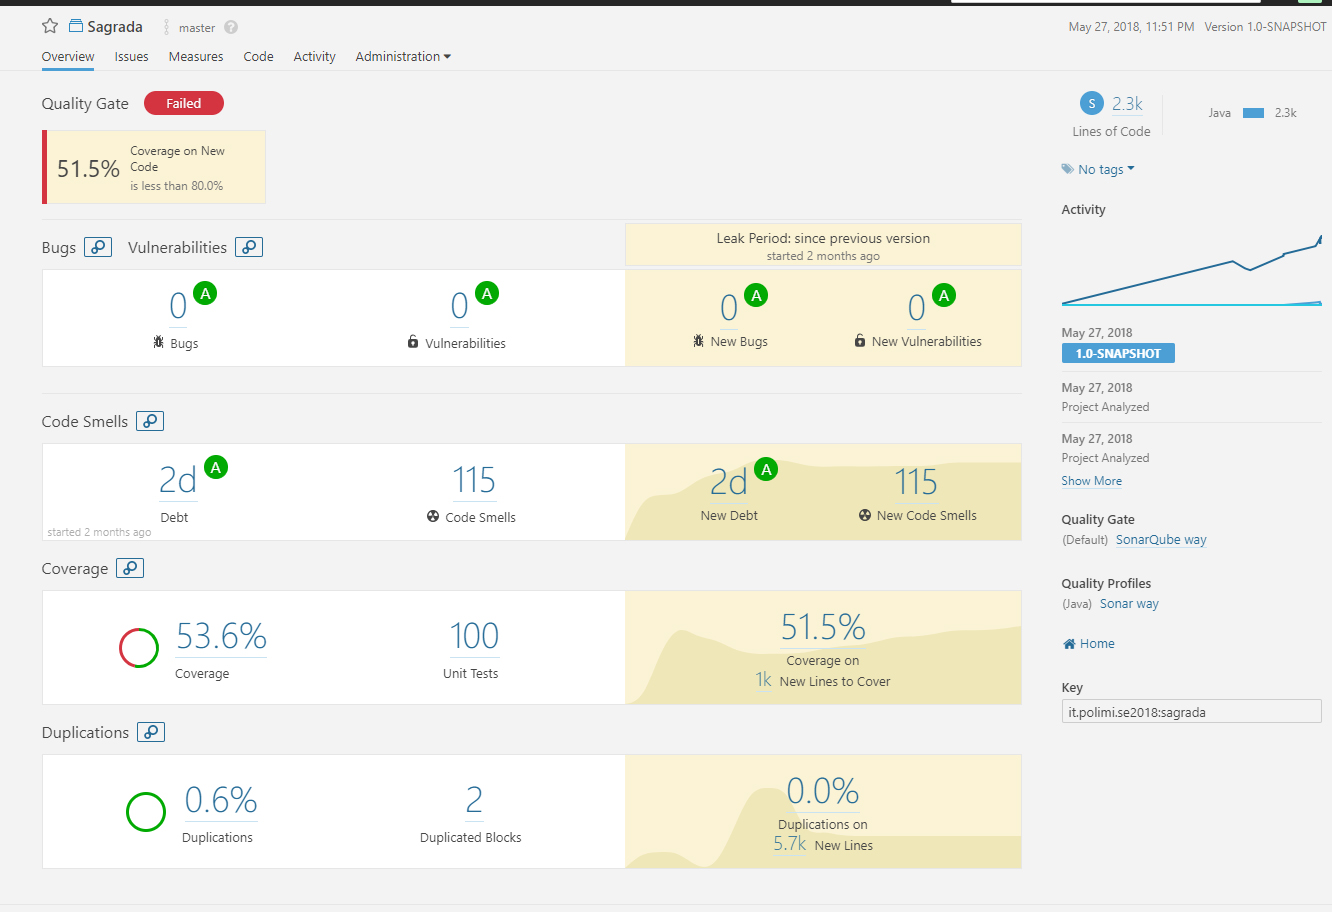 Sagrada master ? May 27, 2018, 11:51 PM Version 1.0-SNAPSHOT
Overview Issues Measures Code Activity Administration
Quality Gate Failed
51.5% Coverage on New
Code
is less than 80.0%
Bugs Vulnerabilities
Leak Period: since previous version
started 2 months ago
0 A 0 A 0 A 0 A
Bugs Vulnerabilities New Bugs New Vulnerabilities
Code Smells
2d A 115 2d A 115
Debt Code Smells New Debt New Code Smells
started 2 months ago
Coverage
53.6% 100 51.5%
Coverage Unit Tests Coverage on
1k New Lines to Cover
Duplications
0.6% 2 0.0%
Duplications Duplicated Blocks Duplications on
5.7k New Lines
S 2.3k Java 2.3k
Lines of Code
No tags
Activity
May 27, 2018
1.0-SNAPSHOT
May 27, 2018
Project Analyzed
May 27, 2018
Project Analyzed
Show More
Quality Gate
(Default) SonarQube way
Quality Profiles
(Java) Sonar way
Home
Key
it.polimi.se2018:sagrada